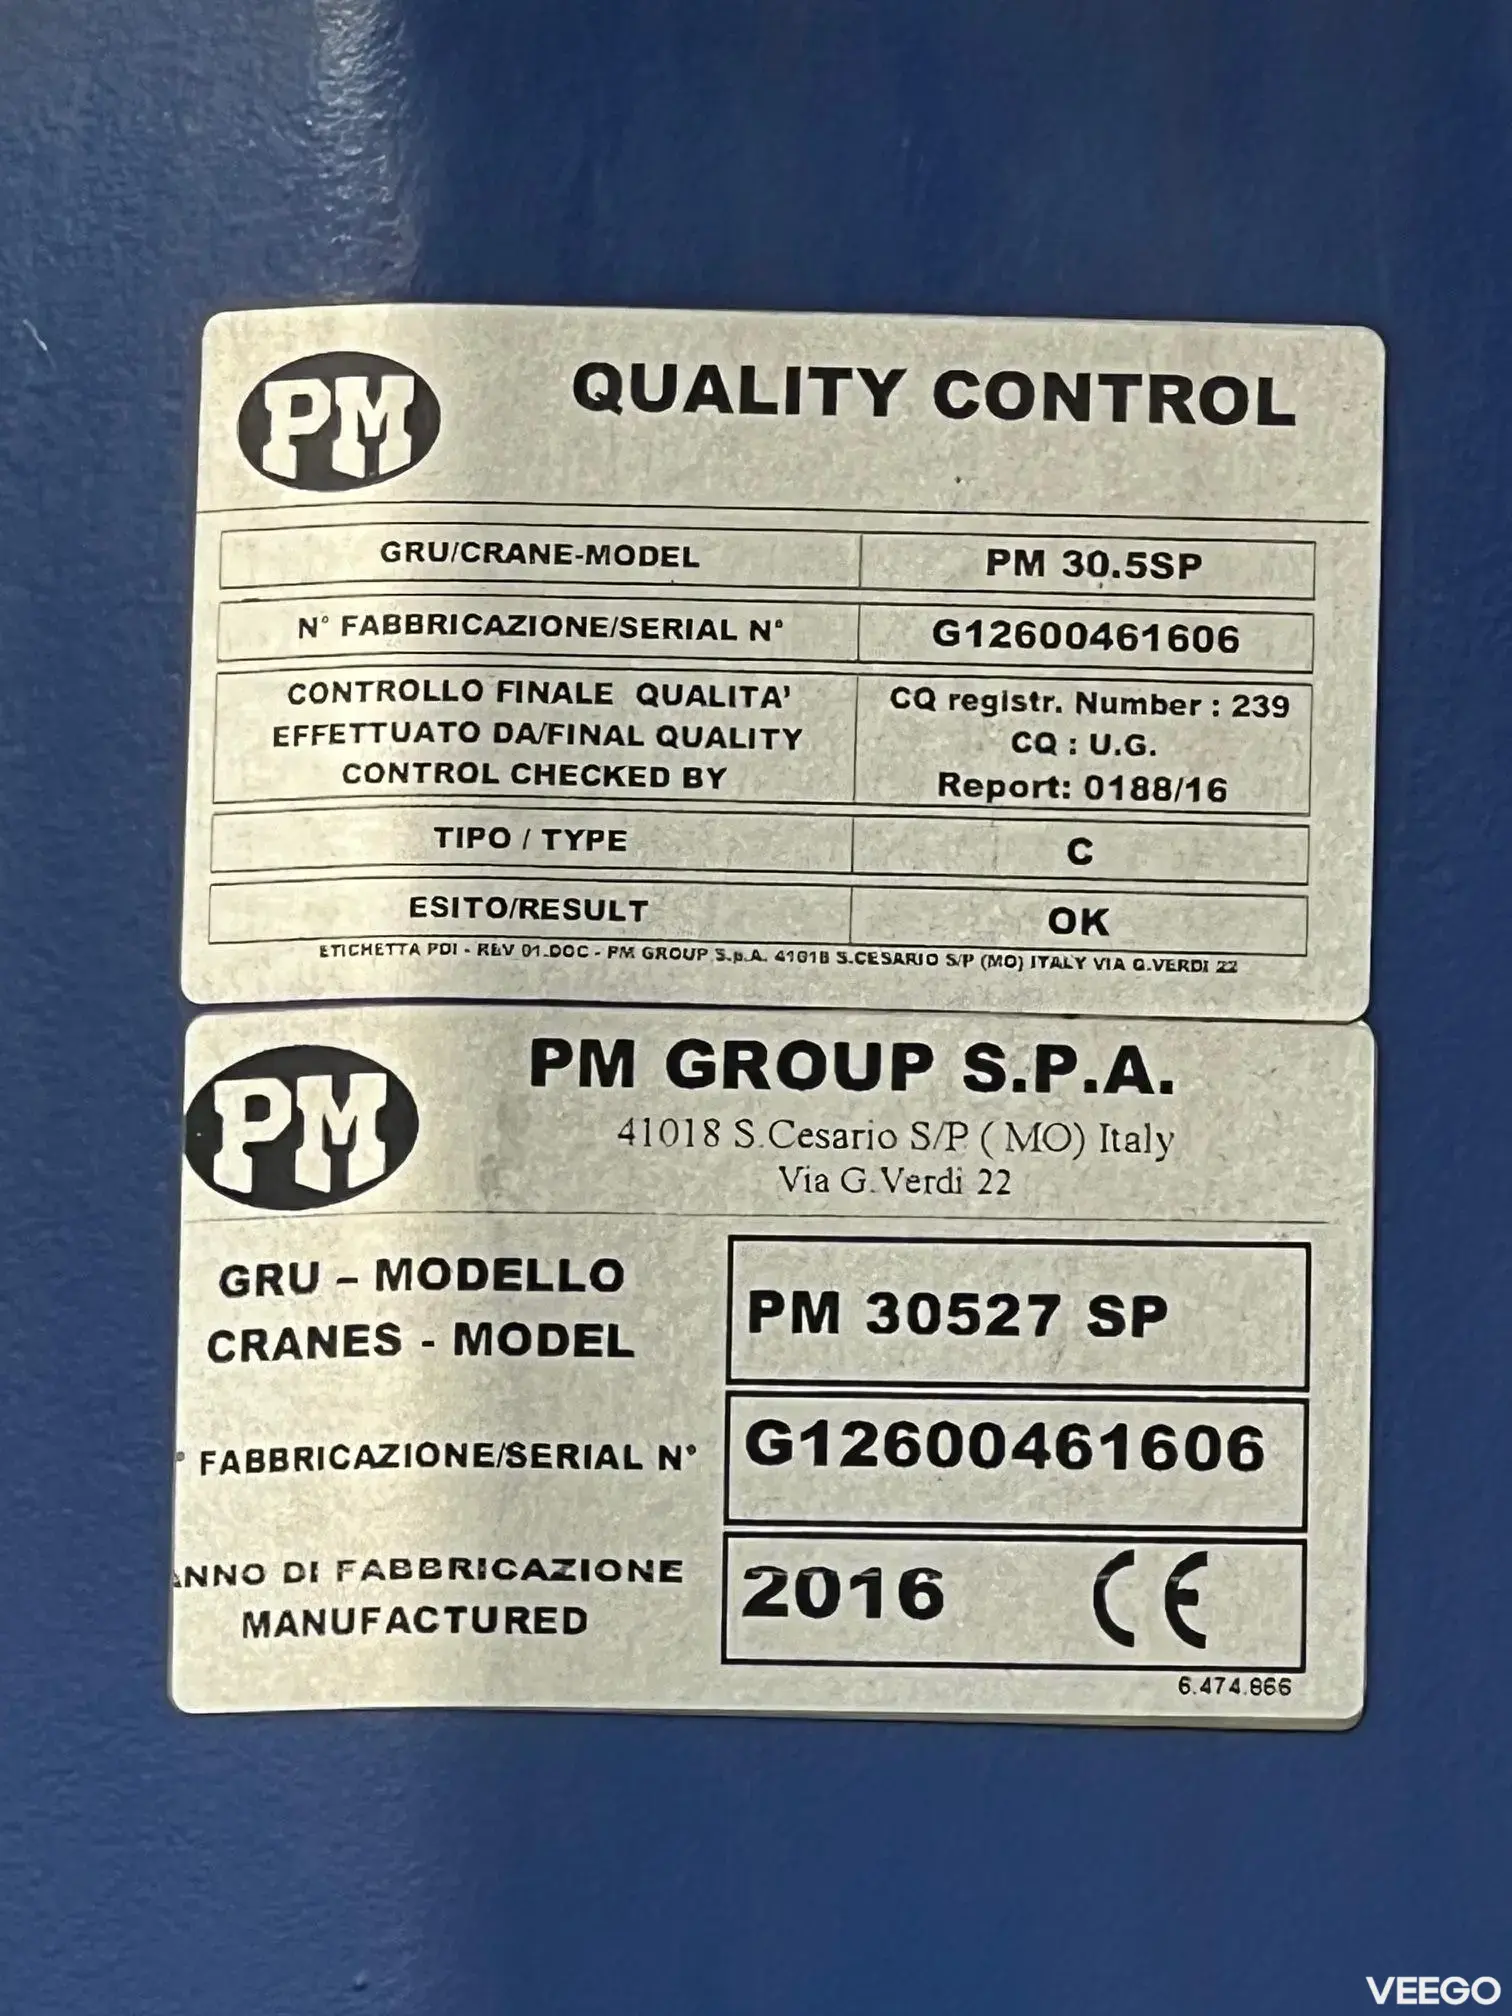 PM
QUALITY CONTROL
GRU/CRANE-MODEL PM 30.5SP
N° FABBRICAZIONE/SERIAL N° G12600461606
CONTROLLO FINALE QUALITA' CQ registr. Number : 239
EFFETTUATO DA/FINAL QUALITY CQ : U.G.
CONTROL CHECKED BY Report: 0188/16
TIPO / TYPE C
ESITO/RESULT OK
ETICHETTA PDI - REV 01.DOC - PM GROUP S.p.A. 41018 S.CESARIO S/P (MO) ITALY VIA G.VERDI 22
PM
PM GROUP S.P.A.
41018 S.Cesario S/P ( MO) Italy
Via G.Verdi 22
GRU – MODELLO
CRANES - MODEL PM 30527 SP
° FABBRICAZIONE/SERIAL N° G12600461606
ANNO DI FABBRICAZIONE
MANUFACTURED 2016 CE
6.474.866
VEEGO